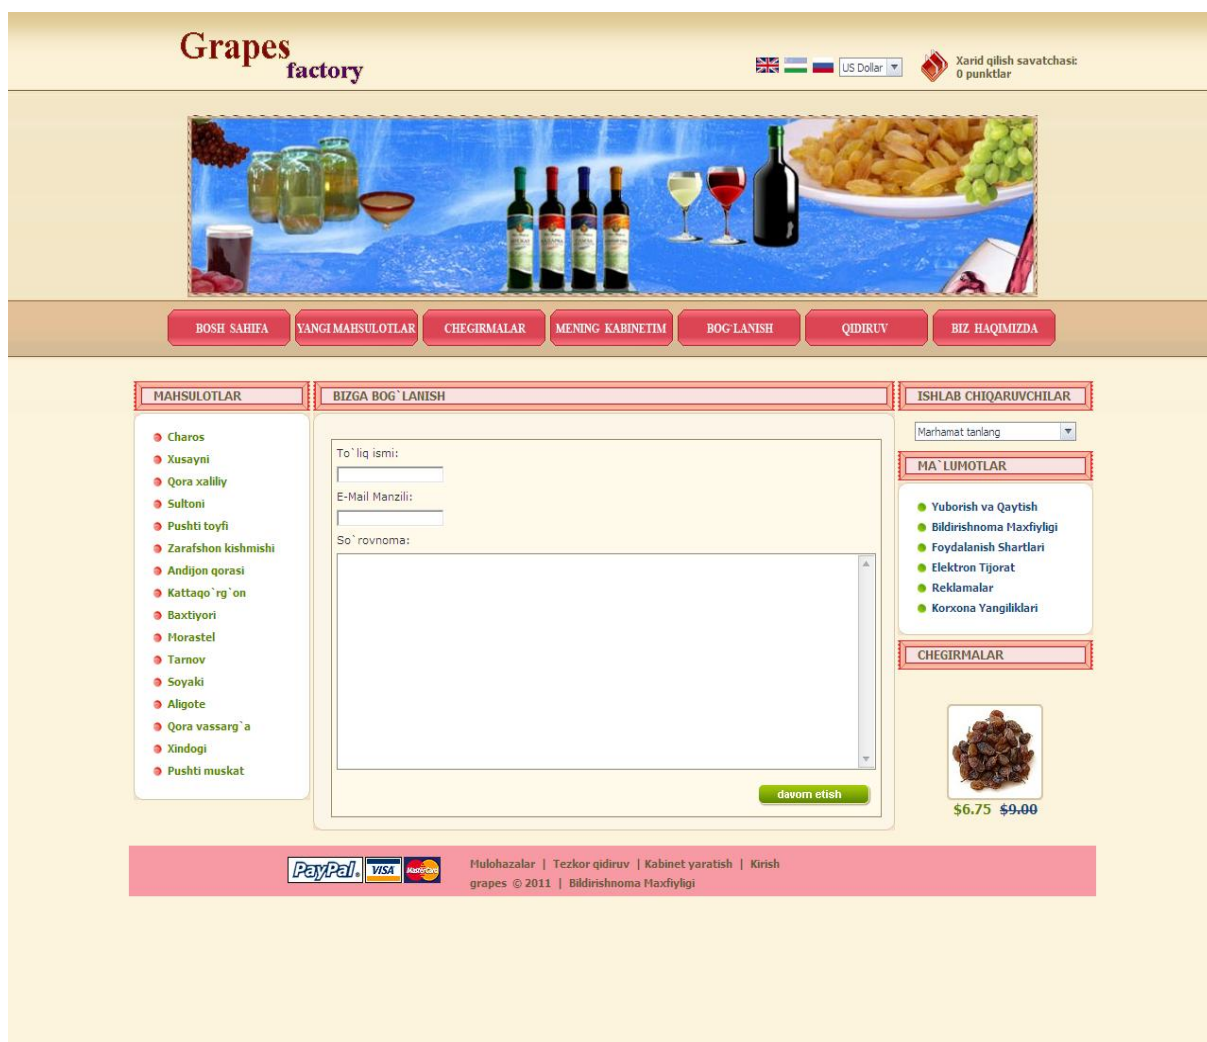 Grapes
factory
US Dollar
Xarid qilish savatchasi:
0 punktlar
BOSH SAHIFA
YANGI MAHSULOTLAR
CHEGIRMALAR
MENING KABINETIM
BOG`LANISH
QIDIRUV
BIZ HAQIMIZDA
MAHSULOTLAR
Charos
Xusayni
Qora xaliliy
Sultoni
Pushti toyfi
Zarafshon kishmishi
Andijon qorasi
Kattaqo`rg`on
Baxtiyori
Morastel
Tarnov
Soyaki
Aligote
Qora vassarg`a
Xindogi
Pushti muskat
BIZGA BOG`LANISH
To`liq ismi:
E-Mail Manzili:
So`rovnoma:
davom etish
ISHLAB CHIQARUVCHILAR
Marhamat tanlang
MA`LUMOTLAR
Yuborish va Qaytish
Bildirishnoma Maxfiyligi
Foydalanish Shartlari
Elektron Tijorat
Reklamalar
Korxona Yangiliklari
CHEGIRMALAR
$6.75 $9.00
PayPal. VISA MasterCard
Mulohazalar | Tezkor qidiruv | Kabinet yaratish | Kirish
grapes © 2011 | Bildirishnoma Maxfiyligi